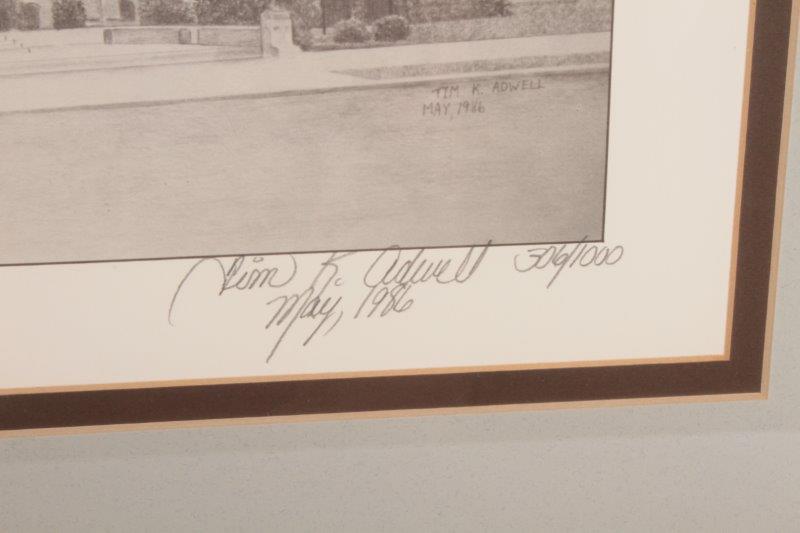 TIM K. ADWELL
MAY, 1986
Tim K. Adwell 306/1000
May, 1986